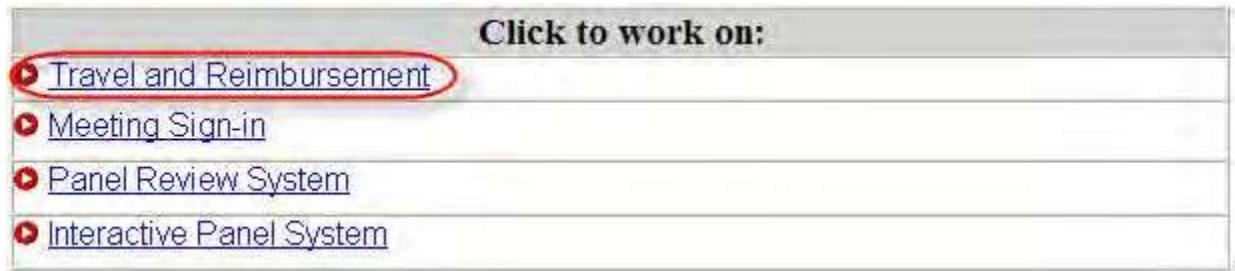 Click to work on:
Travel and Reimbursement
Meeting Sign-in
Panel Review System
Interactive Panel System